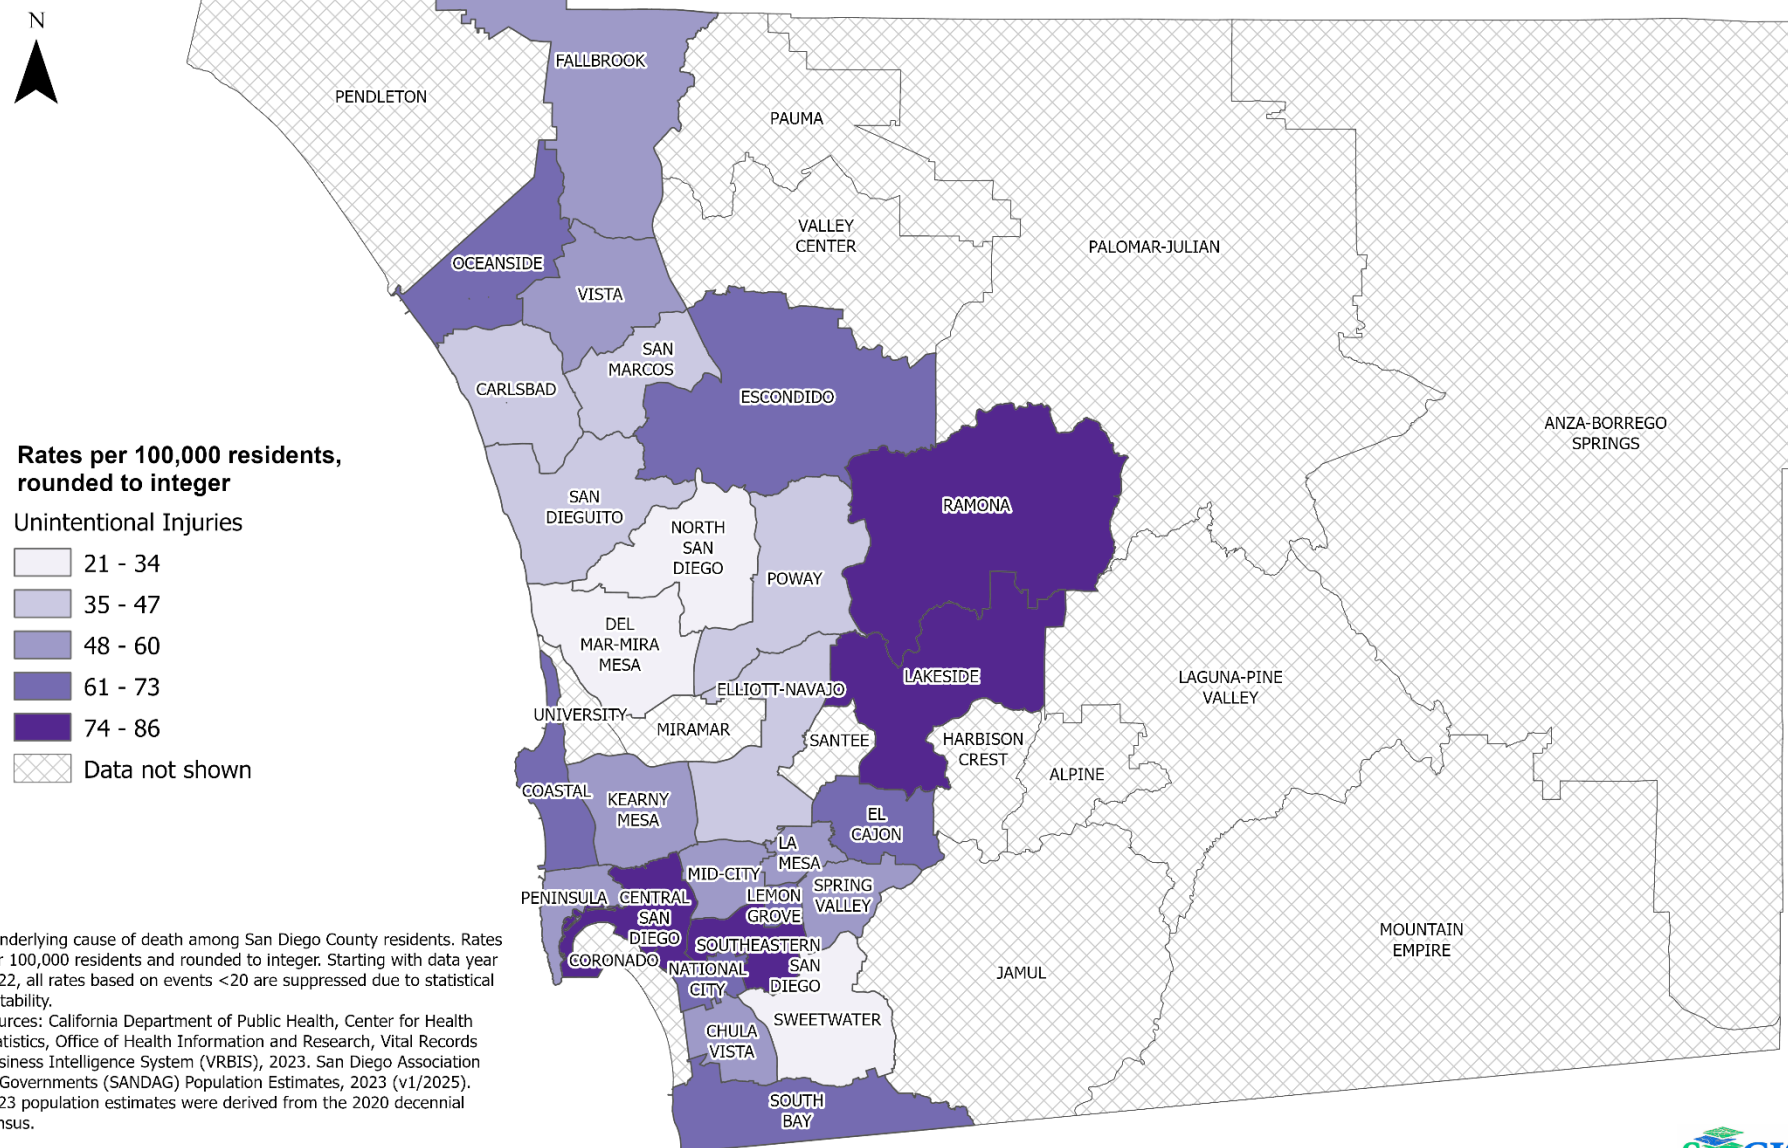 N
FALLBROOK
PENDLETON
PAUMA
VALLEY
CENTER
PALOMAR-JULIAN
OCEANSIDE
VISTA
SAN
MARCOS
CARLSBAD
ESCONDIDO
ANZA-BORREGO
SPRINGS
Rates per 100,000 residents,
rounded to integer
Unintentional Injuries
21 - 34
35 - 47
48 - 60
61 - 73
74 - 86
Data not shown
SAN
DIEGUITO
NORTH
SAN
DIEGO
RAMONA
POWAY
DEL
MAR-MIRA
MESA
LAKESIDE
ELLIOTT-NAVAJO
LAGUNA-PINE
VALLEY
UNIVERSITY
MIRAMAR
SANTEE
HARBISON
CREST
ALPINE
COASTAL
KEARNY
MESA
EL
CAJON
LA
MESA
MID-CITY
PENINSULA
CENTRAL
SAN
DIEGO
LEMON
GROVE
SPRING
VALLEY
SOUTHEASTERN
SAN
DIEGO
CORONADO
NATIONAL
CITY
JAMUL
MOUNTAIN
EMPIRE
SWEETWATER
CHULA
VISTA
SOUTH
BAY
nderlying cause of death among San Diego County residents. Rates
r 100,000 residents and rounded to integer. Starting with data year
22, all rates based on events <20 are suppressed due to statistical
tability.
urces: California Department of Public Health, Center for Health
atistics, Office of Health Information and Research, Vital Records
siness Intelligence System (VRBIS), 2023. San Diego Association
Governments (SANDAG) Population Estimates, 2023 (v1/2025).
23 population estimates were derived from the 2020 decennial
nsus.